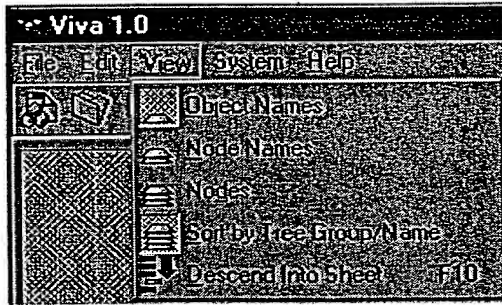 Viva 1.0
File Edit View System Help
Object Names
Node Names
Nodes
Sort by Tree Group/Name
Descend Into Sheet F10